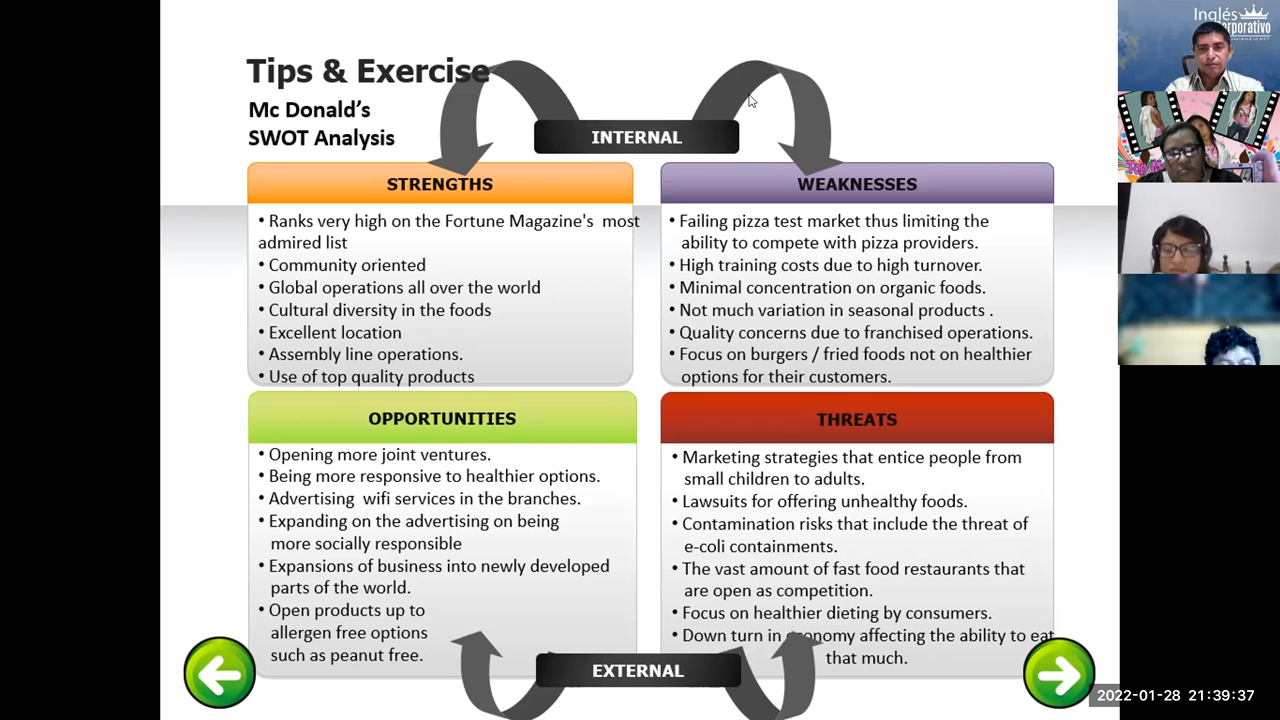 Inglés
Corporativo
Tips & Exercise
Mc Donald's
SWOT Analysis
INTERNAL
STRENGTHS
• Ranks very high on the Fortune Magazine's most
admired list
• Community oriented
• Global operations all over the world
• Cultural diversity in the foods
• Excellent location
• Assembly line operations.
• Use of top quality products
WEAKNESSES
• Failing pizza test market thus limiting the
ability to compete with pizza providers.
• High training costs due to high turnover.
• Minimal concentration on organic foods.
• Not much variation in seasonal products .
• Quality concerns due to franchised operations.
• Focus on burgers / fried foods not on healthier
options for their customers.
OPPORTUNITIES
• Opening more joint ventures.
• Being more responsive to healthier options.
• Advertising wifi services in the branches.
• Expanding on the advertising on being
more socially responsible
• Expansions of business into newly developed
parts of the world.
• Open products up to
allergen free options
such as peanut free.
THREATS
• Marketing strategies that entice people from
small children to adults.
• Lawsuits for offering unhealthy foods.
• Contamination risks that include the threat of
e-coli containments.
• The vast amount of fast food restaurants that
are open as competition.
• Focus on healthier dieting by consumers.
• Down turn in economy affecting the ability to eat
that much.
EXTERNAL
2022-01-28 21:39:37